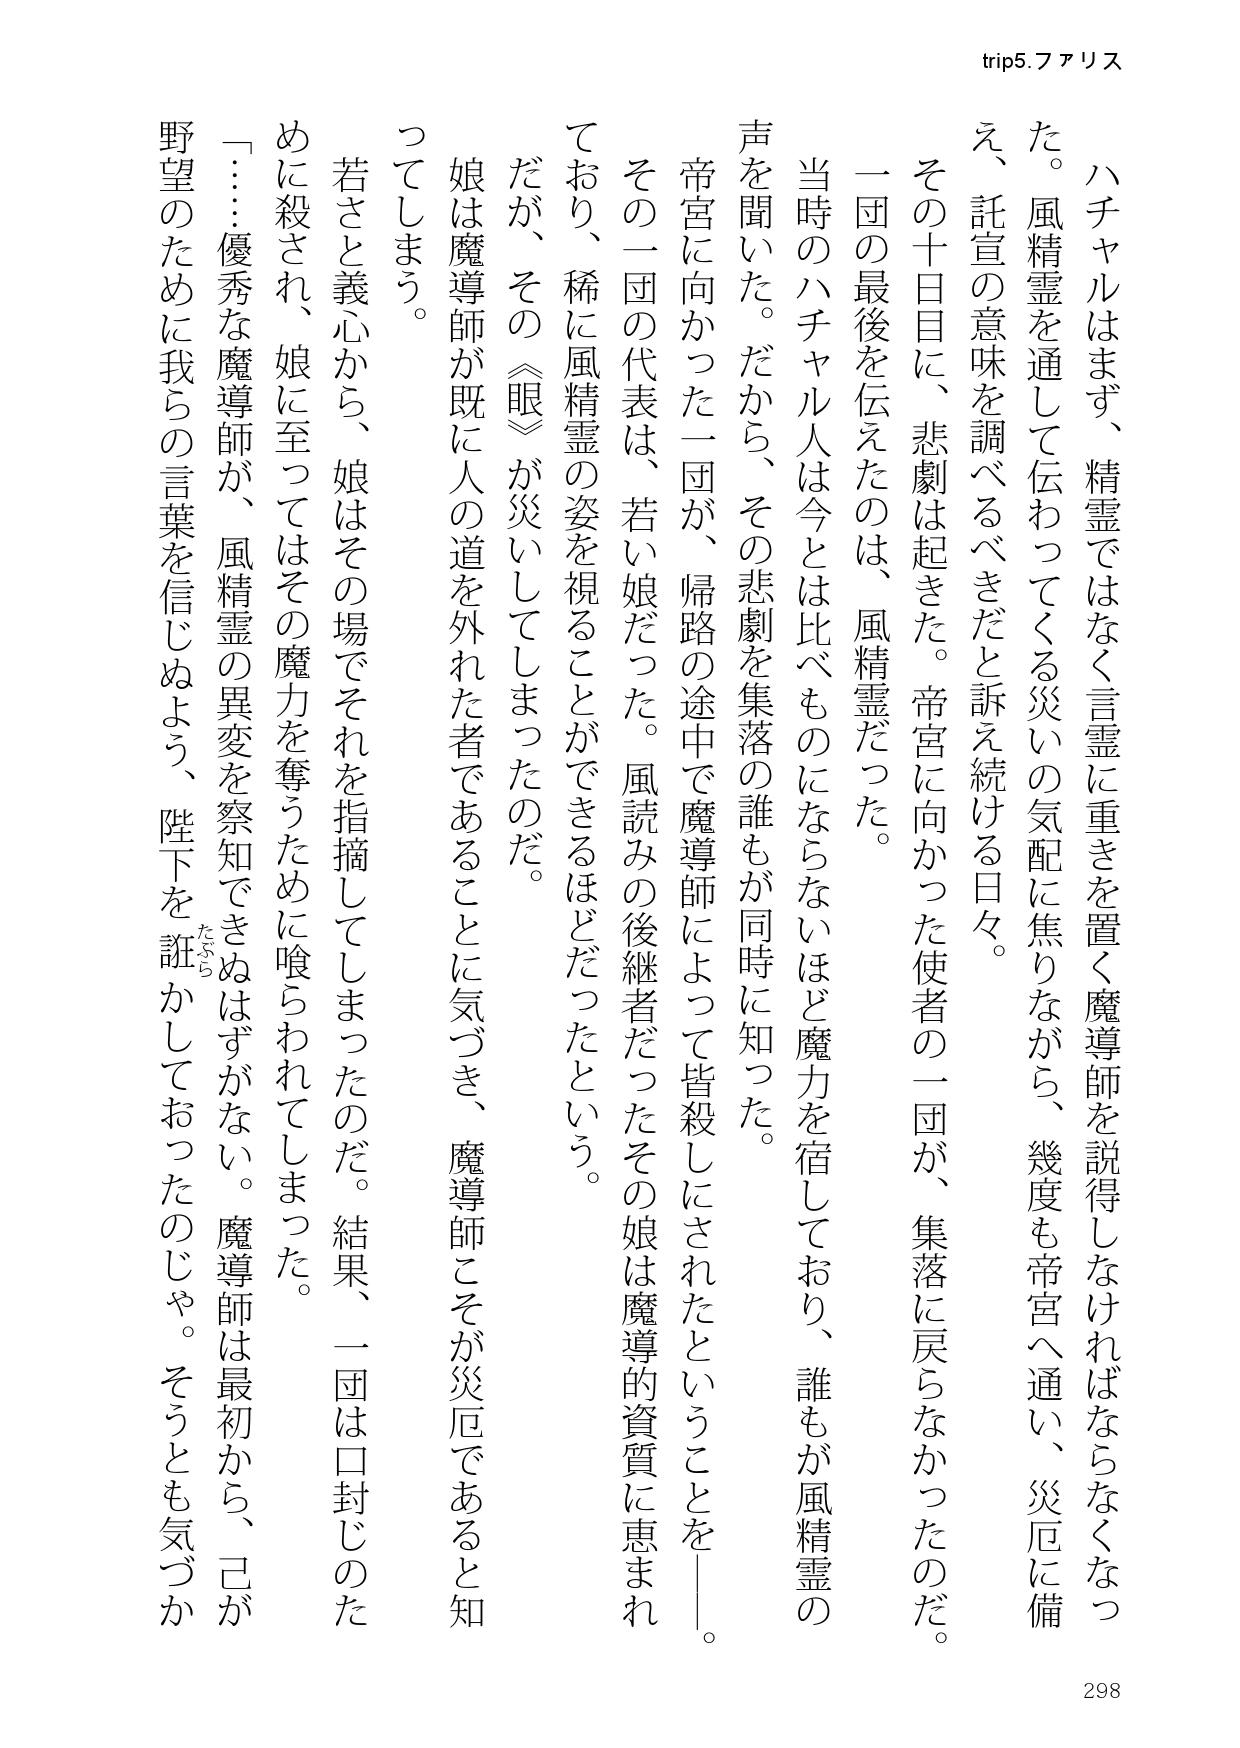 trip5.ファリス
　ハチャルはまず、精霊ではなく言霊に重きを置く魔導師を説得しなければならなくなっ
た。風精霊を通して伝わってくる災いの気配に焦りながら、幾度も帝宮へ通い、災厄に備
え、託宣の意味を調べるべきだと訴え続ける日々。
　その十日目に、悲劇は起きた。帝宮に向かった使者の一団が、集落に戻らなかったのだ。
　一団の最後を伝えたのは、風精霊だった。
　当時のハチャル人は今とは比べものにならないほど魔力を宿しており、誰もが風精霊の
声を聞いた。だから、その悲劇を集落の誰もが同時に知った。
　帝宮に向かった一団が、帰路の途中で魔導師によって皆殺しにされたということを――。
　その一団の代表は、若い娘だった。風読みの後継者だったその娘は魔導的資質に恵まれ
ており、稀に風精霊の姿を視ることができるほどだったという。
　だが、その《眼》が災いしてしまったのだ。
　娘は魔導師が既に人の道を外れた者であることに気づき、魔導師こそが災厄であると知
ってしまう。
　若さと義心から、娘はその場でそれを指摘してしまったのだ。結果、一団は口封じのた
めに殺され、娘に至ってはその魔力を奪うために喰らわれてしまった。
「……優秀な魔導師が、風精霊の異変を察知できぬはずがない。魔導師は最初から、己が
野望のために我らの言葉を信じぬよう、陛下を誑かしておったのじゃ。そうとも気づか
たぶら
298